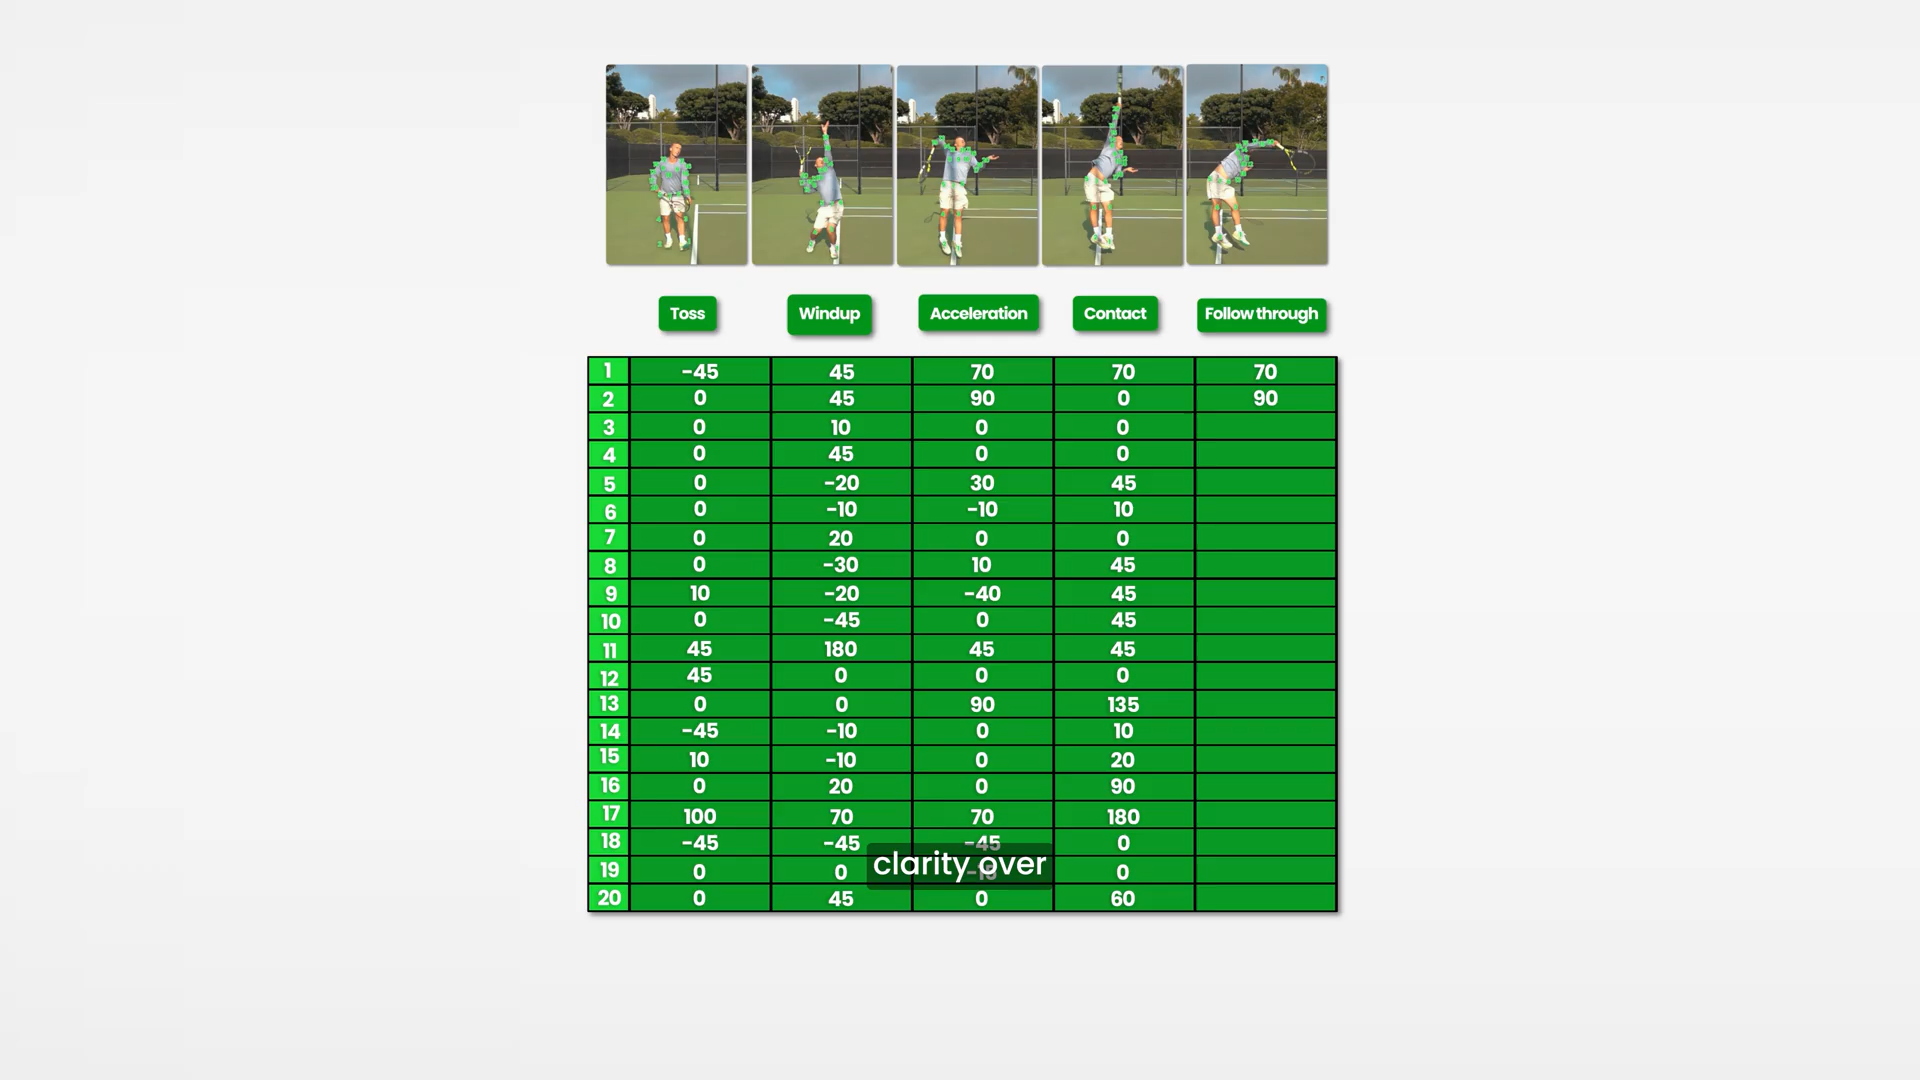 Toss Windup Acceleration Contact Follow through
1 -45 45 70 70 70
2 0 45 90 0 90
3 0 10 0 0
4 0 45 0 0
5 0 -20 30 45
6 0 -10 -10 10
7 0 20 0 0
8 0 -30 10 45
9 10 -20 -40 45
10 0 -45 0 45
11 45 180 45 45
12 45 0 0 0
13 0 0 90 135
14 -45 -10 0 10
15 10 -10 0 20
16 0 20 0 90
17 100 70 70 180
18 -45 -45 -45 0
clarity over
19 0 0 0
20 0 45 0 60